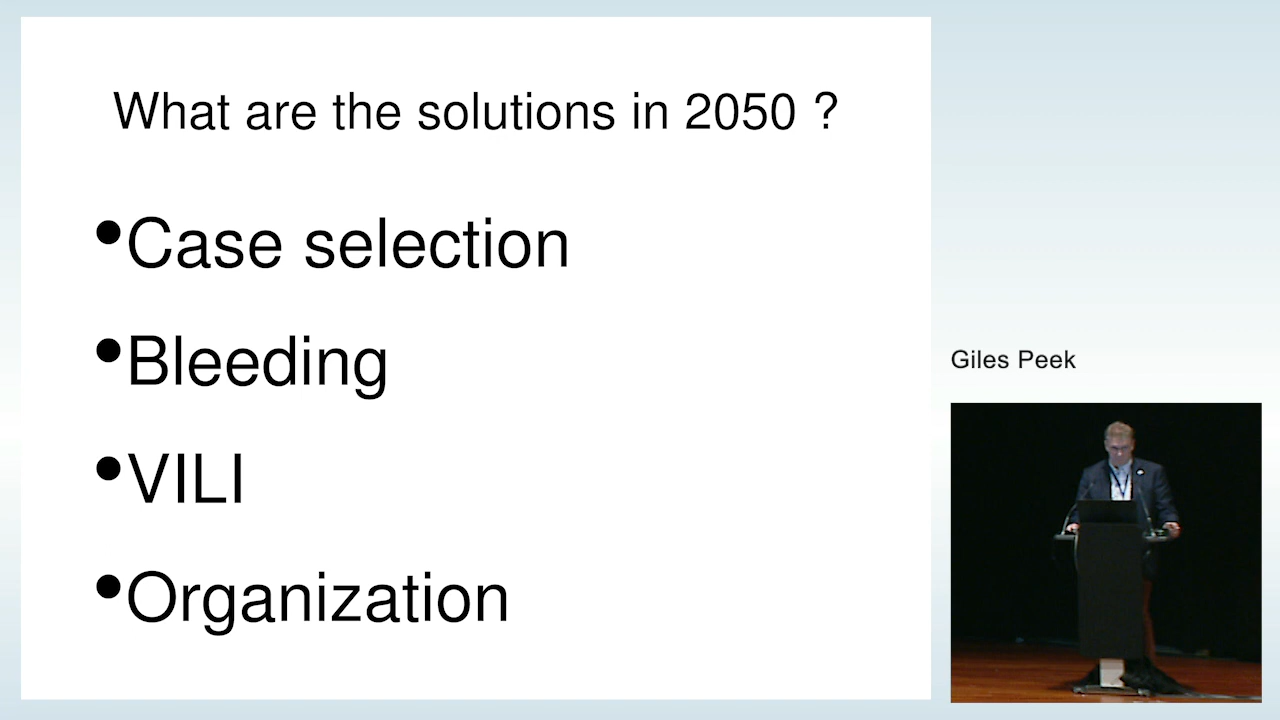 What are the solutions in 2050 ?
•Case selection
•Bleeding
•VILI
•Organization
Giles Peek